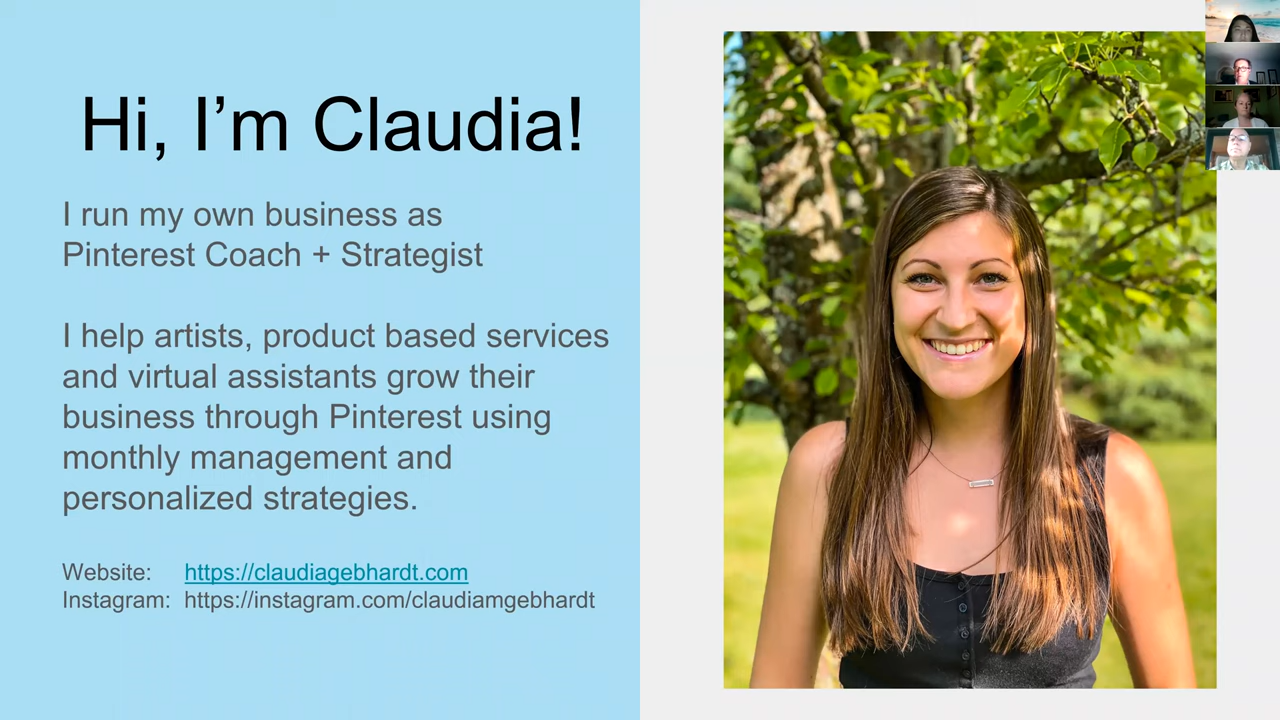 Hi, I’m Claudia!
I run my own business as
Pinterest Coach + Strategist
I help artists, product based services
and virtual assistants grow their
business through Pinterest using
monthly management and
personalized strategies.
Website: https://claudiagebhardt.com
Instagram: https://instagram.com/claudiamgebhardt